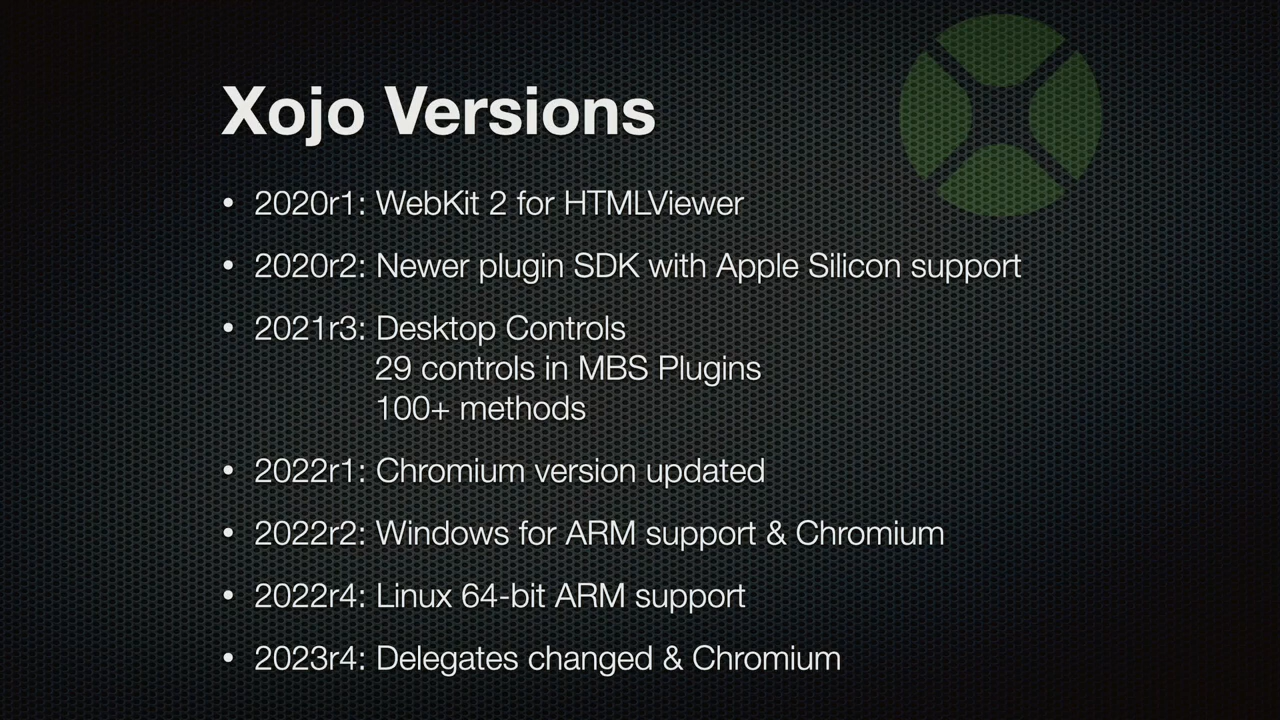 Xojo Versions
• 2020r1: WebKit 2 for HTMLViewer
• 2020r2: Newer plugin SDK with Apple Silicon support
• 2021r3: Desktop Controls
29 controls in MBS Plugins
100+ methods
• 2022r1: Chromium version updated
• 2022r2: Windows for ARM support & Chromium
• 2022r4: Linux 64-bit ARM support
• 2023r4: Delegates changed & Chromium